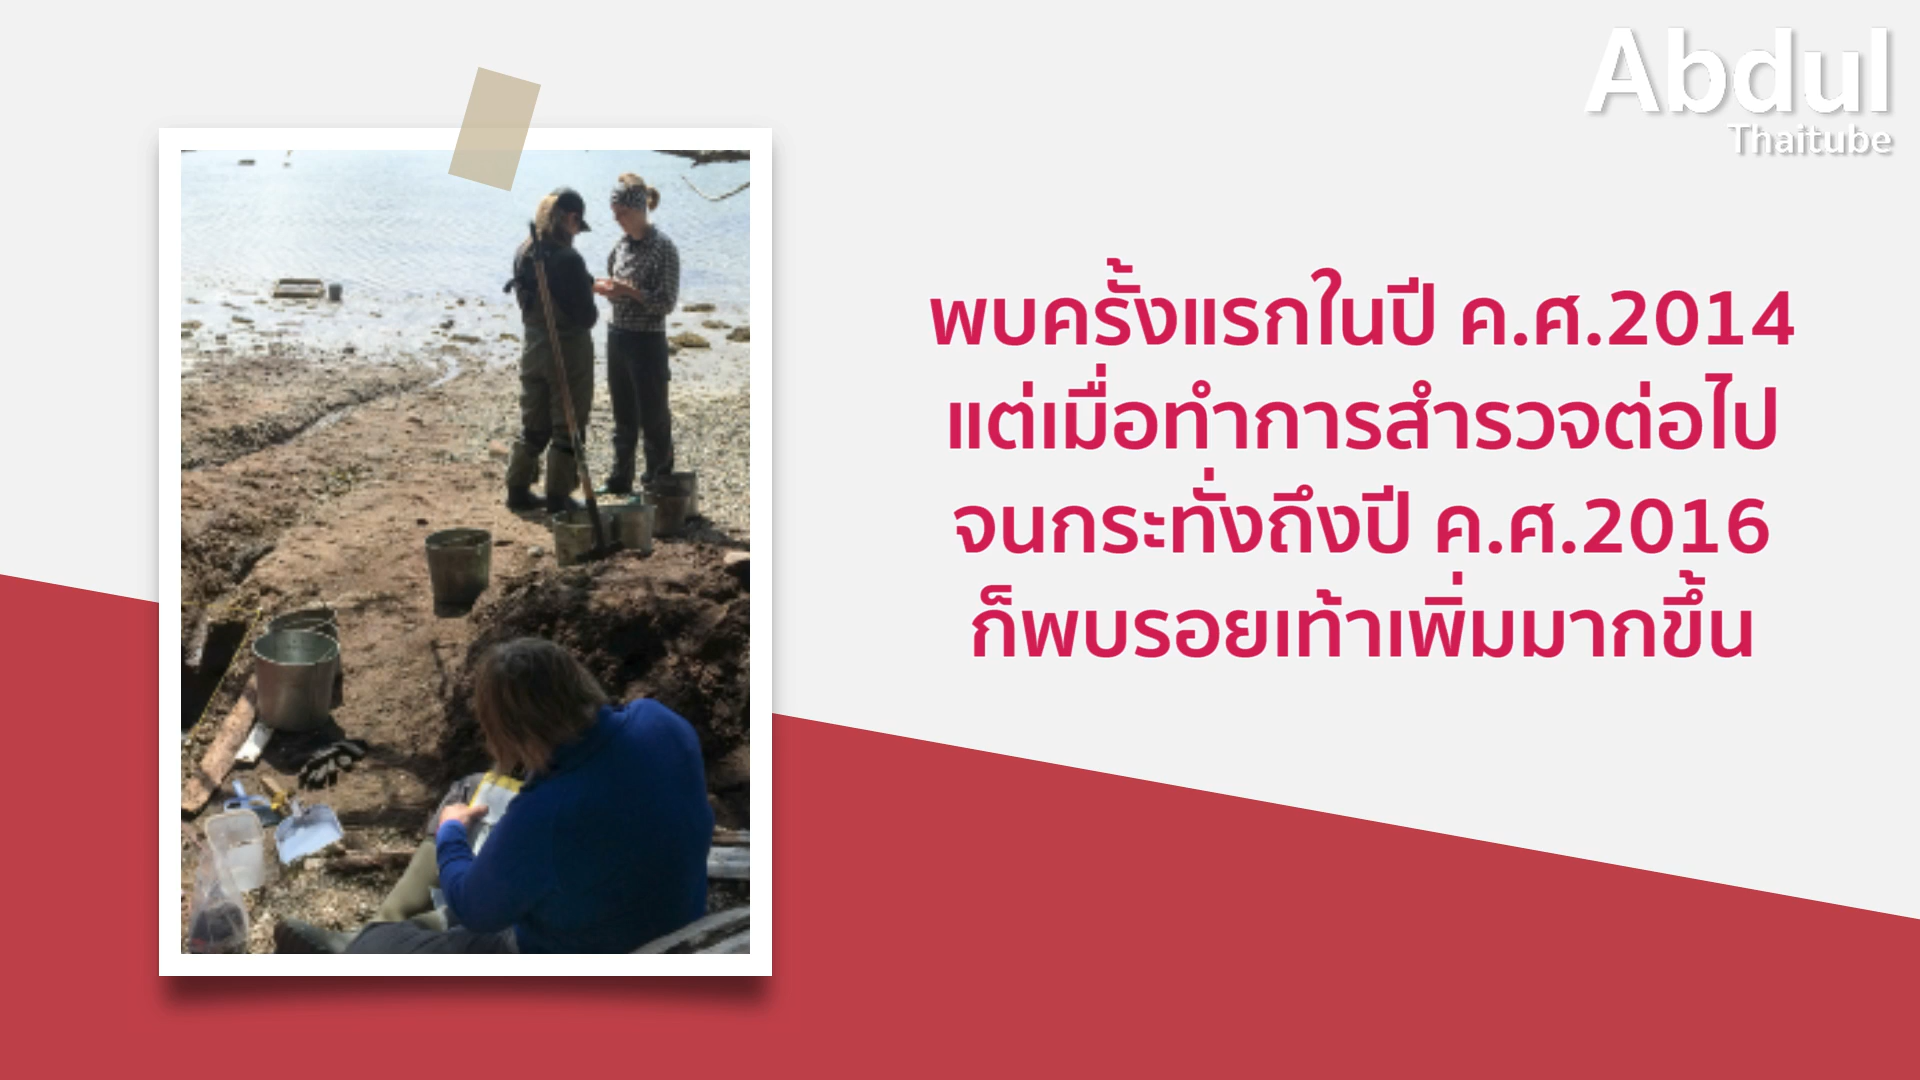 Abdul
Thaitube
พบครั้งแรกในปี ค.ศ.2014
แต่เมื่อทำการสำรวจต่อไป
จนกระทั่งถึงปี ค.ศ.2016
ก็พบรอยเท้าเพิ่มมากขึ้น